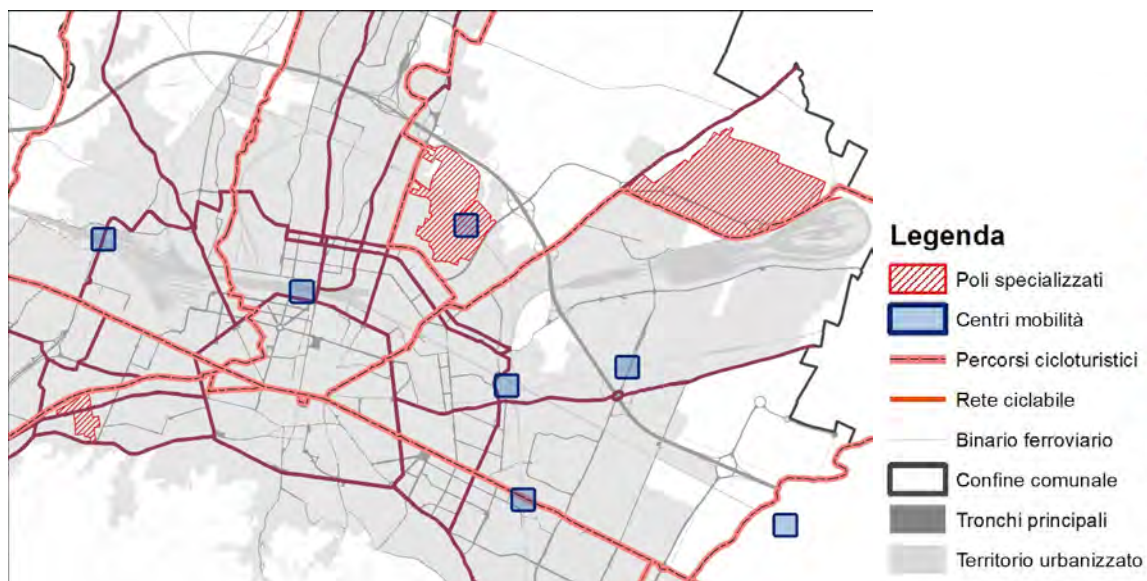 Legenda
Poli specializzati
Centri mobilità
Percorsi cicloturistici
Rete ciclabile
Binario ferroviario
Confine comunale
Tronchi principali
Territorio urbanizzato